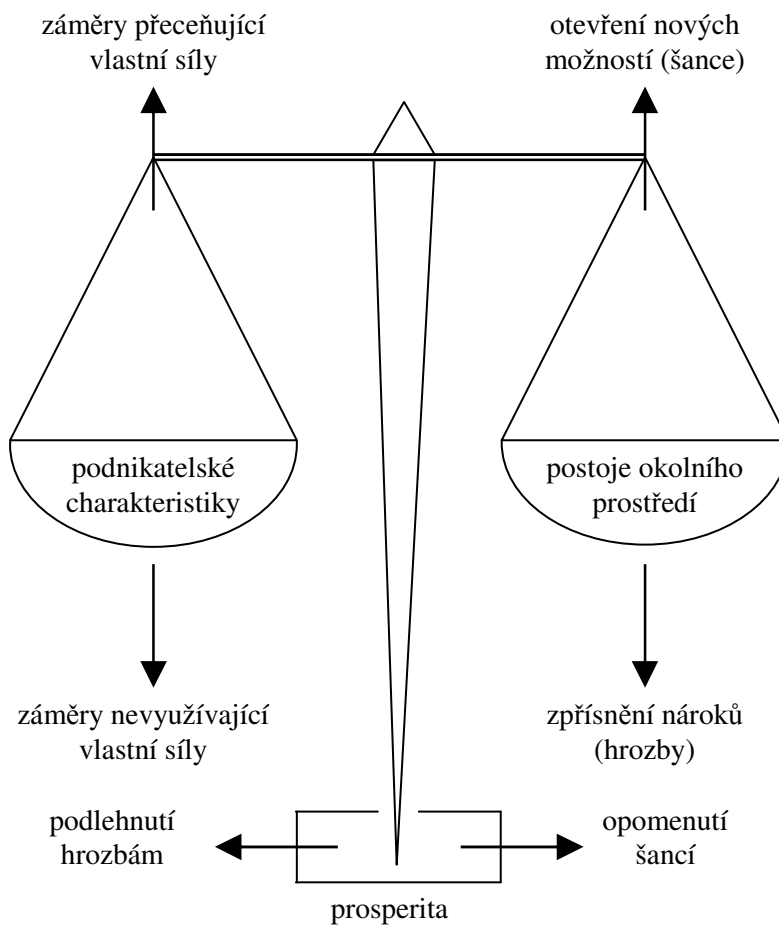 záměry přeceňující
vlastní síly
otevření nových
možností (šance)
podnikatelské
charakteristiky
postoje okolního
prostředí
záměry nevyužívající
vlastní síly
zpřísnění nároků
(hrozby)
podlehnutí
hrozbám
opomenutí
šancí
prosperita